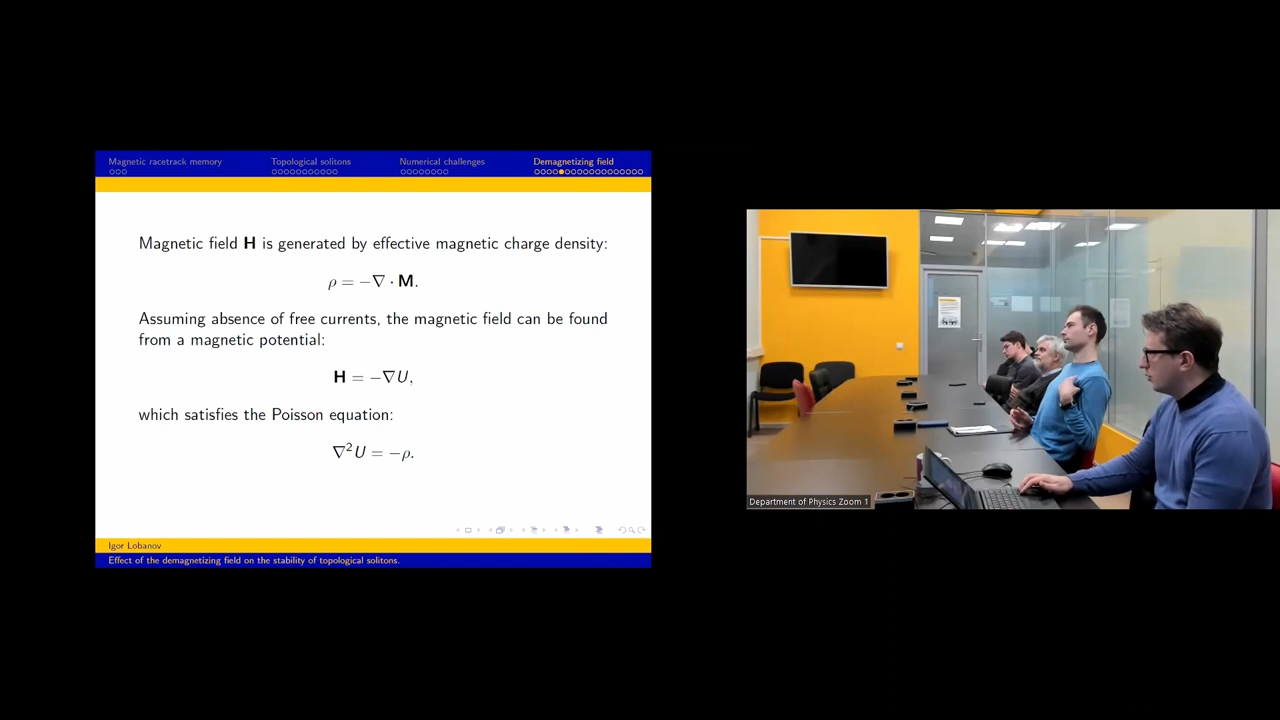 Magnetic racetrack memory
Topological solitons
Numerical challenges
Demagnetizing field
Magnetic field H is generated by effective magnetic charge density:
ρ = −∇ · M.
Assuming absence of free currents, the magnetic field can be found
from a magnetic potential:
H = −∇U,
which satisfies the Poisson equation:
∇²U = −ρ.
Igor Lobanov
Effect of the demagnetizing field on the stability of topological solitons.
Department of Physics Zoom 1